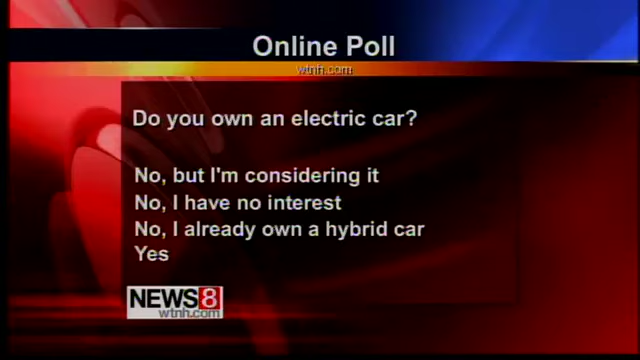 Online Poll
wtnh.com
Do you own an electric car?
No, but I'm considering it
No, I have no interest
No, I already own a hybrid car
Yes
NEWS8
wtnh.com